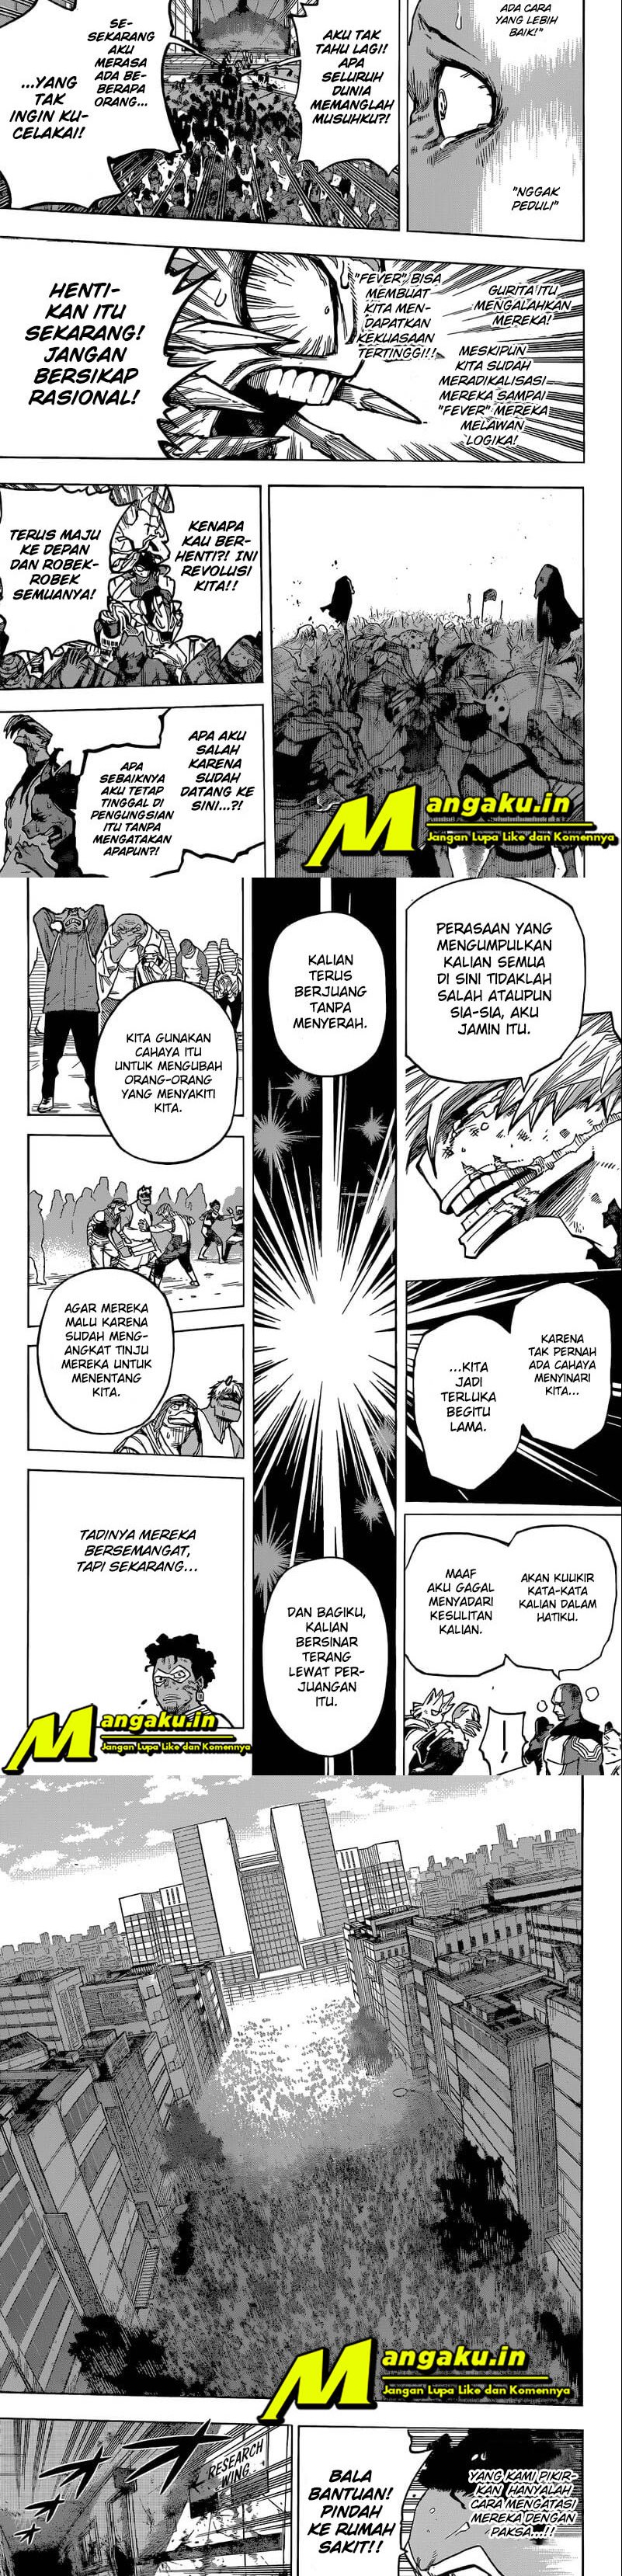 ADA CARA
YANG LEBIH
BAIK!"
"NGGAK
PEDULI"
AKU TAK
TAHU LAGI!
APA
SELURUH
DUNIA
MEMANGLAH
MUSUHKU?!
SE-
SEKARANG
AKU
MERASA
ADA BE-
BERAPA
ORANG...
...YANG
TAK
INGIN KU-
CELAKAI!
GURITA ITU
MENGALAHKAN
MEREKA!
MESKIPUN
KITA SUDAH
MERADIKALISASI
MEREKA SAMPAI
"FEVER" MEREKA
MELAWAN
LOGIKA!
"FEVER" BISA
MEMBUAT
KITA MEN-
DAPATKAN
KEKUASAAN
TERTINGGI!!
HENTI-
KAN ITU
SEKARANG!
JANGAN
BERSIKAP
RASIONAL!
KENAPA
KAU BER-
HENTI?! INI
REVOLUSI
KITA!!
TERUS MAJU
KE DEPAN
DAN ROBEK-
ROBEK
SEMUANYA!
APA AKU
SALAH
KARENA
SUDAH
DATANG KE
SINI...?!
APA
SEBAIKNYA
AKU TETAP
TINGGAL DI
PENGUNGSIAN
ITU TANPA
MENGATAKAN
APAPUN?!
Mangaku.in
Jangan Lupa Like dan Komennya
PERASAAN YANG
MENGUMPULKAN
KALIAN SEMUA
DI SINI TIDAKLAH
SALAH ATAUPUN
SIA-SIA, AKU
JAMIN ITU.
KARENA
TAK PERNAH
ADA CAHAYA
MENYINARI
KITA...
...KITA
JADI
TERLUKA
BEGITU
LAMA.
AKAN KUUKIR
KATA-KATA
KALIAN DALAM
HATIKU.
MAAF
AKU GAGAL
MENYADARI
KESULITAN
KALIAN.
KALIAN
TERUS
BERJUANG
TANPA
MENYERAH.
DAN BAGIKU,
KALIAN
BERSINAR
TERANG
LEWAT PER-
JUANGAN
ITU.
KITA GUNAKAN
CAHAYA ITU
UNTUK MENGUBAH
ORANG-ORANG
YANG MENYAKITI
KITA.
AGAR MEREKA
MALU KARENA
SUDAH MENG-
ANGKAT TINJU
MEREKA UNTUK
MENENTANG
KITA.
TADINYA MEREKA
BERSEMANGAT,
TAPI SEKARANG...
Mangaku.in
Jangan Lupa Like dan Komennya
Mangaku.in
Jangan Lupa Like dan Komennya
YANG KAMI PIKIR-
KAN HANYALAH
CARA MENGATASI
MEREKA DENGAN
PAKSA...!!
BALA
BANTUAN!
PINDAH
KE RUMAH
SAKIT!!
RESEARCH
WING